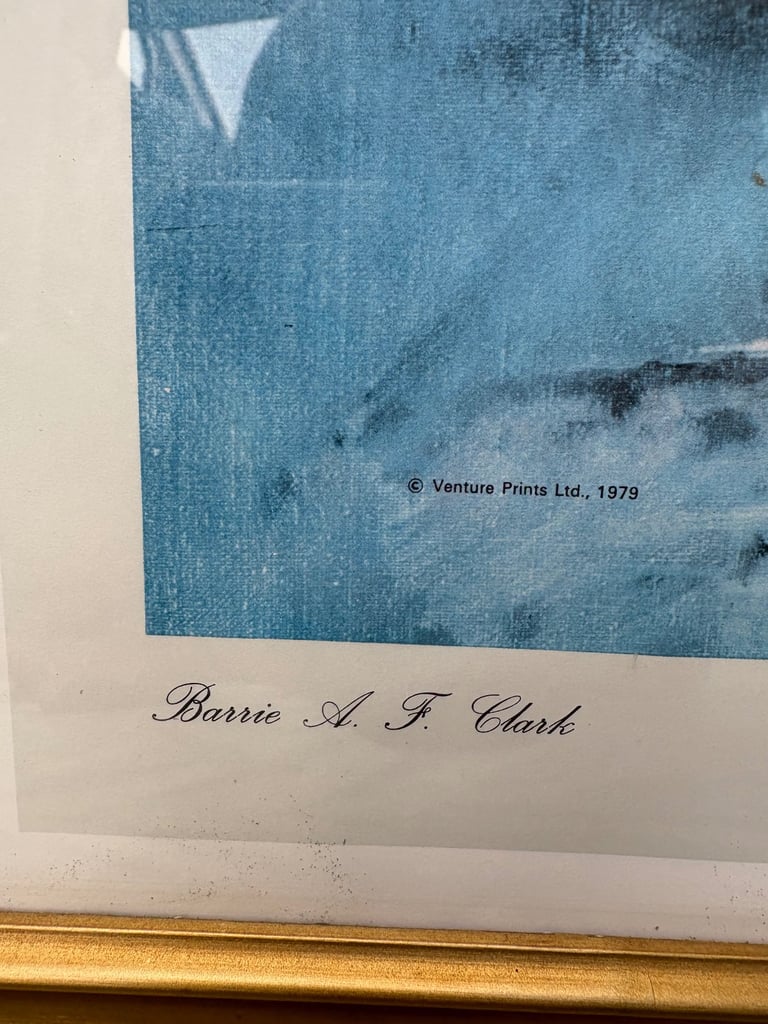 © Venture Prints Ltd., 1979
Barrie A. F. Clark